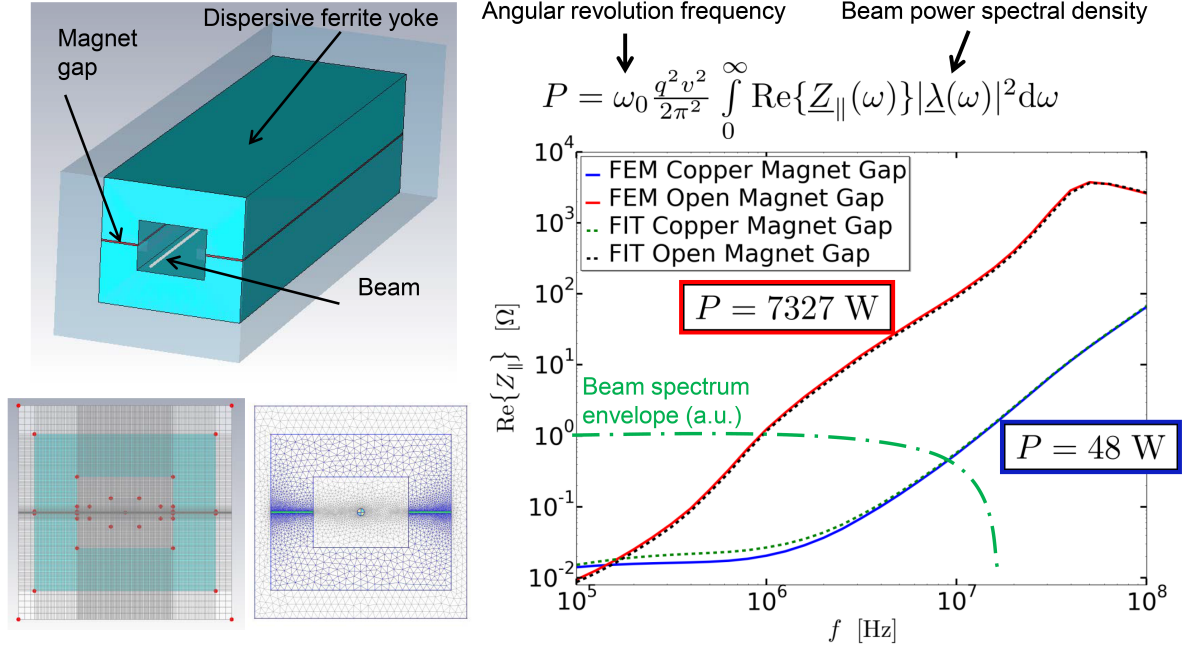 Dispersive ferrite yoke
Magnet
gap
Beam
Angular revolution frequency
Beam power spectral density
P = ω₀ q²v²/2π² ∫₀^∞ Re{Z̲_∥(ω)}|λ̲(ω)|²dω
FEM Copper Magnet Gap
FEM Open Magnet Gap
FIT Copper Magnet Gap
FIT Open Magnet Gap
P = 7327 W
Beam spectrum
envelope (a.u.)
P = 48 W
Re{Z̲_∥} [Ω]
10⁴
10³
10²
10¹
10⁰
10⁻¹
10⁻²
10⁵ 10⁶ 10⁷ 10⁸
f [Hz]